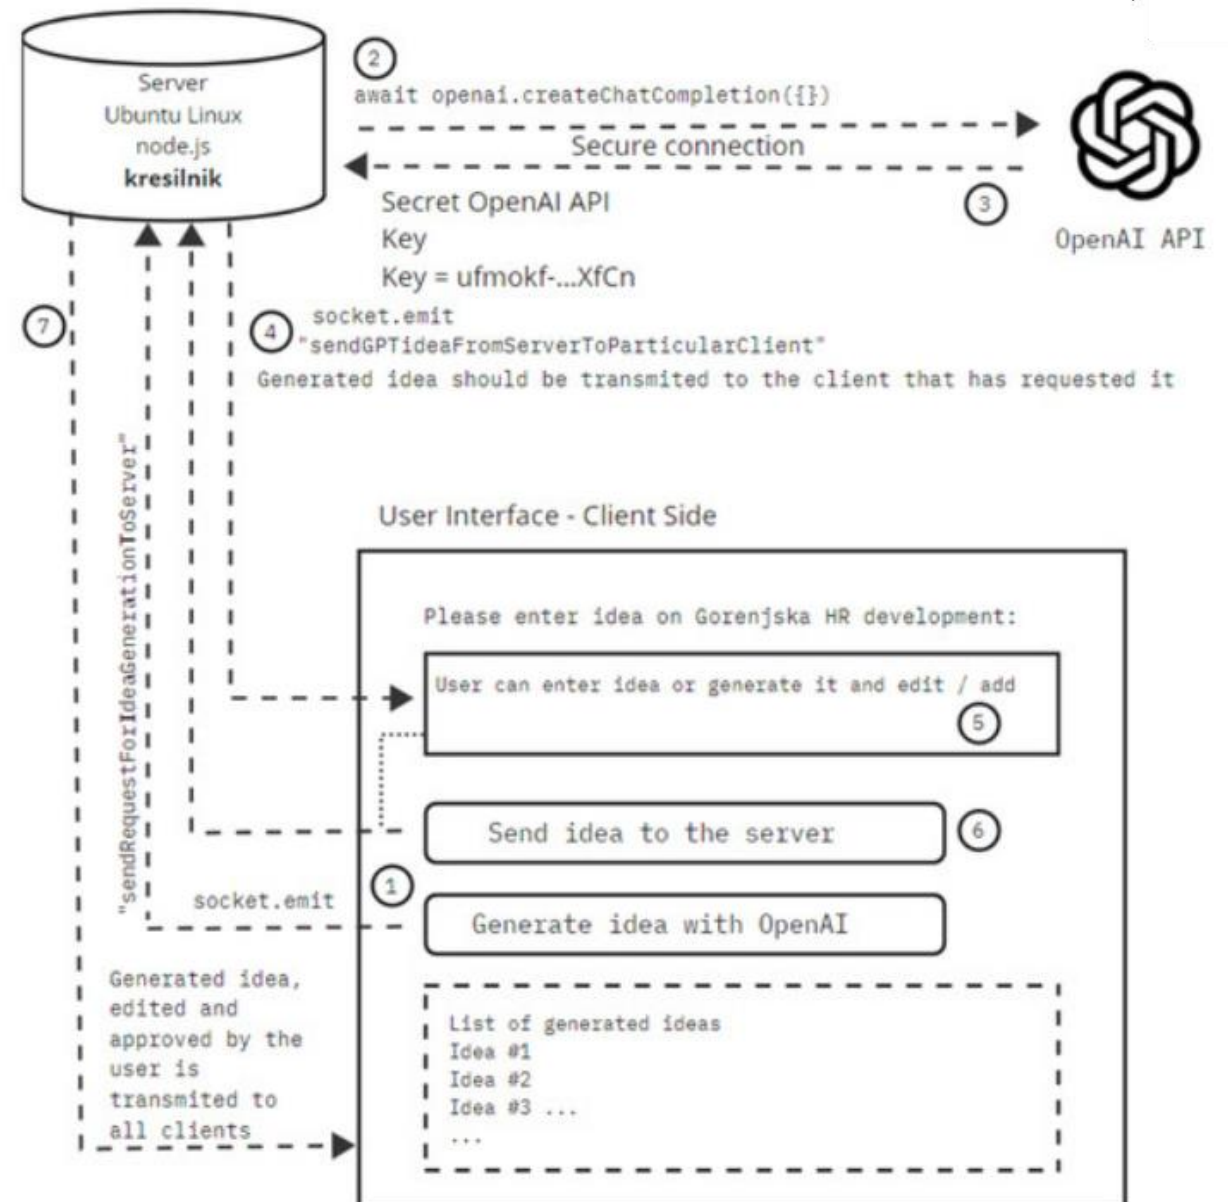 Server
Ubuntu Linux
node.js
kresilnik
2
await openai.createChatCompletion({})
Secure connection
3
OpenAI API
Secret OpenAI API
Key
Key = ufmokf-...XfCn
7
4
socket.emit
"sendGPTideaFromServerToParticularClient"
Generated idea should be transmited to the client that has requested it
"sendRequestForIdeaGenerationToServer"
User Interface - Client Side
Please enter idea on Gorenjska HR development:
User can enter idea or generate it and edit / add
5
Send idea to the server
6
1
socket.emit
Generate idea with OpenAI
Generated idea,
edited and
approved by the
user is
transmited to
all clients
List of generated ideas
Idea #1
Idea #2
Idea #3 ...
...